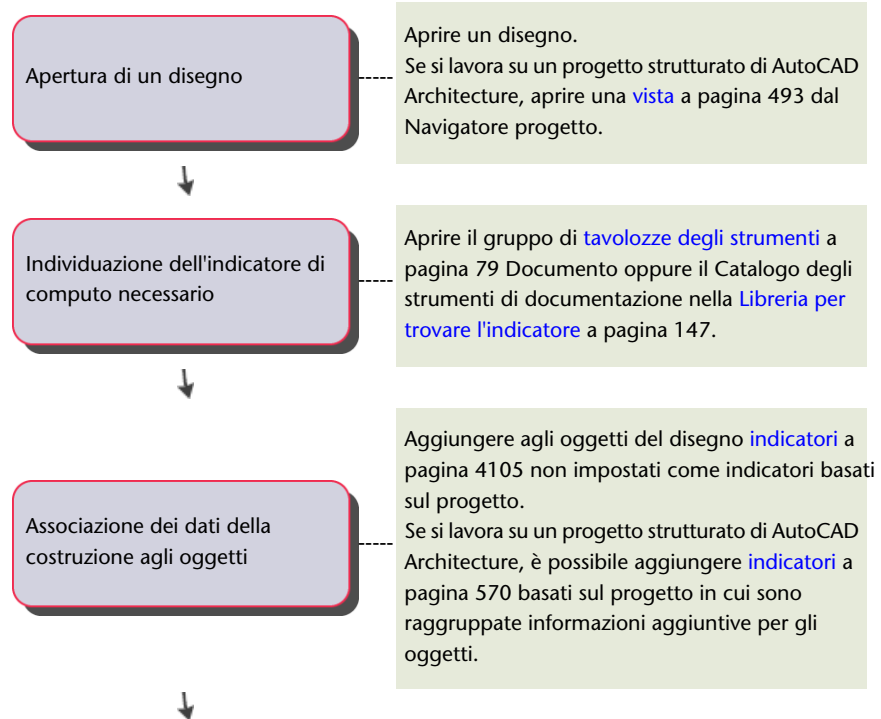 Apertura di un disegno
Aprire un disegno.
Se si lavora su un progetto strutturato di AutoCAD
Architecture, aprire una vista a pagina 493 dal
Navigatore progetto.
Individuazione dell'indicatore di
computo necessario
Aprire il gruppo di tavolozze degli strumenti a
pagina 79 Documento oppure il Catalogo degli
strumenti di documentazione nella Libreria per
trovare l'indicatore a pagina 147.
Associazione dei dati della
costruzione agli oggetti
Aggiungere agli oggetti del disegno indicatori a
pagina 4105 non impostati come indicatori basati
sul progetto.
Se si lavora su un progetto strutturato di AutoCAD
Architecture, è possibile aggiungere indicatori a
pagina 570 basati sul progetto in cui sono
raggruppate informazioni aggiuntive per gli
oggetti.